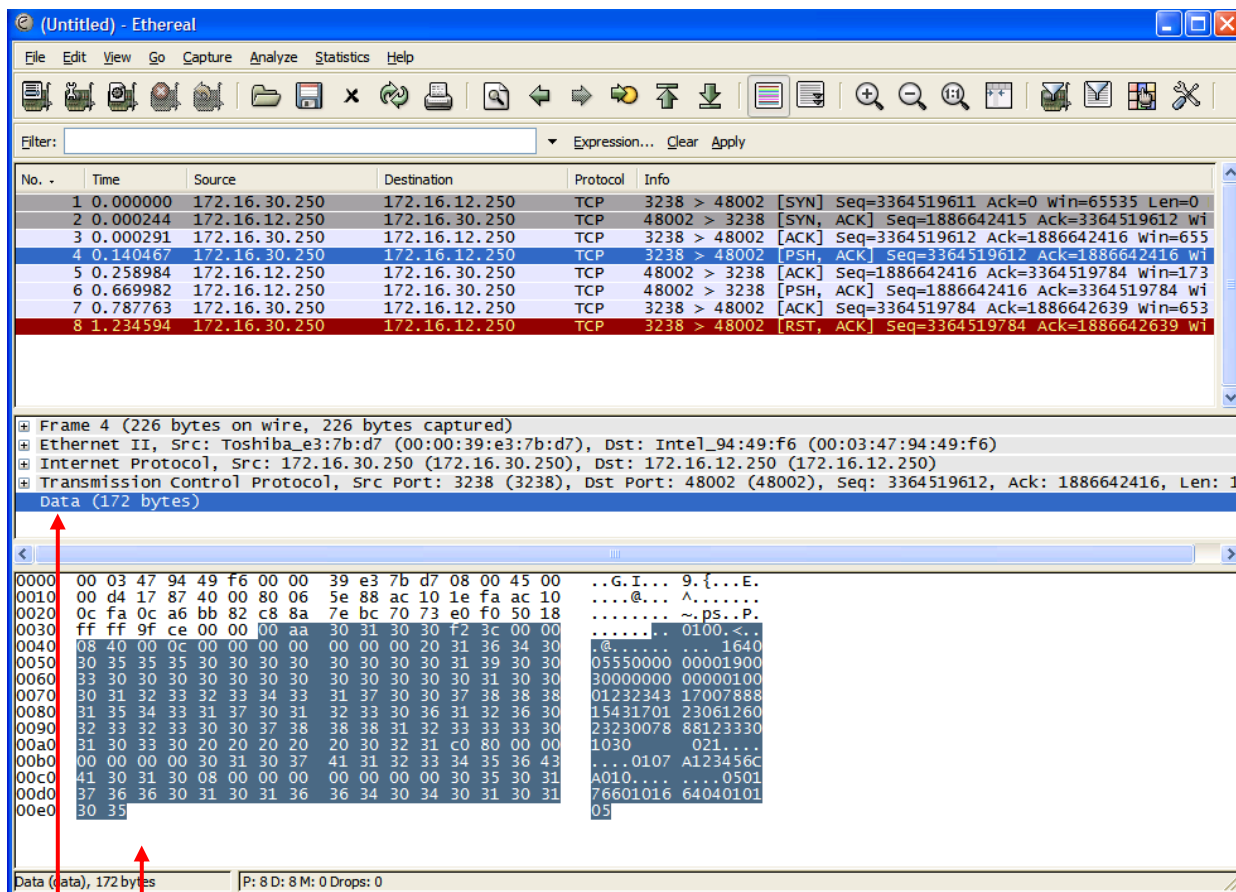 (Untitled) - Ethereal
File Edit View Go Capture Analyze Statistics Help
Filter: Expression... Clear Apply
No. - Time Source Destination Protocol Info
1 0.000000 172.16.30.250 172.16.12.250 TCP 3238 > 48002 [SYN] Seq=3364519611 Ack=0 Win=65535 Len=0
2 0.000244 172.16.12.250 172.16.30.250 TCP 48002 > 3238 [SYN, ACK] Seq=1886642415 Ack=3364519612 Wi
3 0.000291 172.16.30.250 172.16.12.250 TCP 3238 > 48002 [ACK] Seq=3364519612 Ack=1886642416 Win=655
4 0.140467 172.16.30.250 172.16.12.250 TCP 3238 > 48002 [PSH, ACK] Seq=3364519612 Ack=1886642416 Wi
5 0.258984 172.16.12.250 172.16.30.250 TCP 48002 > 3238 [ACK] Seq=1886642416 Ack=3364519784 Win=173
6 0.669982 172.16.12.250 172.16.30.250 TCP 48002 > 3238 [PSH, ACK] Seq=1886642416 Ack=3364519784 Wi
7 0.787763 172.16.30.250 172.16.12.250 TCP 3238 > 48002 [ACK] Seq=3364519784 Ack=1886642639 Win=653
8 1.234594 172.16.30.250 172.16.12.250 TCP 3238 > 48002 [RST, ACK] Seq=3364519784 Ack=1886642639 Wi
Frame 4 (226 bytes on wire, 226 bytes captured)
Ethernet II, Src: Toshiba_e3:7b:d7 (00:00:39:e3:7b:d7), Dst: Intel_94:49:f6 (00:03:47:94:49:f6)
Internet Protocol, Src: 172.16.30.250 (172.16.30.250), Dst: 172.16.12.250 (172.16.12.250)
Transmission Control Protocol, Src Port: 3238 (3238), Dst Port: 48002 (48002), Seq: 3364519612, Ack: 1886642416, Len: 1
Data (172 bytes)
0000 00 03 47 94 49 f6 00 00 39 e3 7b d7 08 00 45 00 ..G.I... 9.{...E.
0010 00 d4 17 87 40 00 80 06 5e 88 ac 10 1e fa ac 10 ....@... ^.......
0020 0c fa 0c a6 bb 82 c8 8a 7e bc 70 73 e0 f0 50 18 ........ ~.ps..P.
0030 ff ff 9f ce 00 00 00 aa 30 31 30 30 f2 3c 00 00 ........ 0100.<..
0040 08 40 00 0c 00 00 00 00 00 00 00 20 31 36 34 30 .@...... ... 1640
0050 30 35 35 35 30 30 30 30 30 30 30 30 31 39 30 30 05550000 00001900
0060 33 30 30 30 30 30 30 30 30 30 30 30 30 31 30 30 30000000 00000100
0070 30 31 32 33 32 33 34 33 31 37 30 30 37 38 38 38 01232343 17007888
0080 31 35 34 33 31 37 30 31 32 33 30 36 31 32 36 30 15431701 23061260
0090 32 33 32 33 30 30 37 38 38 38 31 32 33 33 33 30 23230078 88123330
00a0 31 30 33 30 20 20 20 20 20 30 32 31 c0 80 00 00 1030 021....
00b0 00 00 00 00 30 31 30 37 41 31 32 33 34 35 36 43 ....0107 A123456C
00c0 41 30 31 30 08 00 00 00 00 00 00 00 30 35 30 31 A010.... ....0501
00d0 37 36 36 30 31 30 31 36 36 34 30 34 30 31 30 31 76601016 64040101
00e0 30 35 05
Data (data), 172 bytes P: 8 D: 8 M: 0 Drops: 0